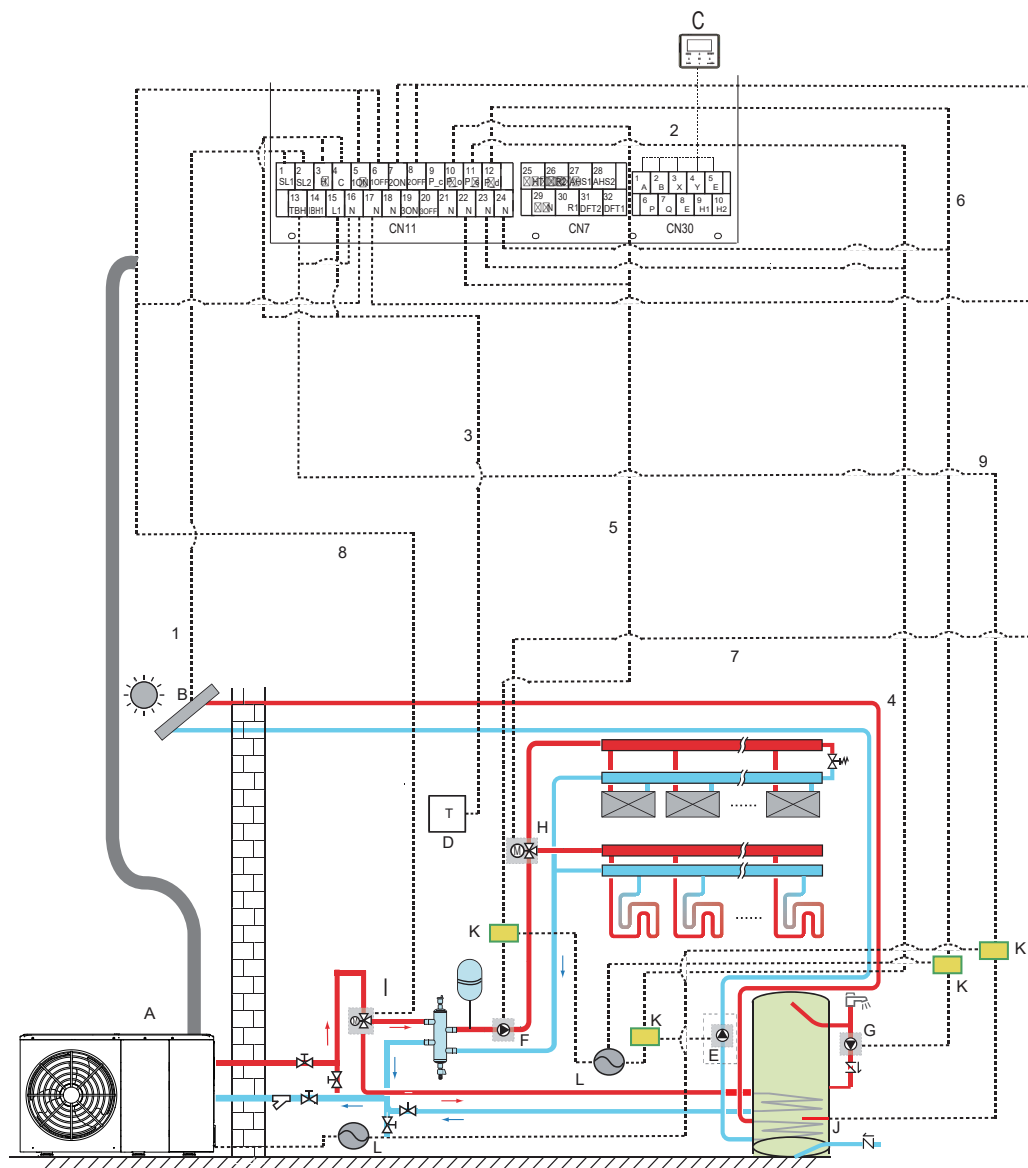 C
2
1 2 3 4 5 6 7 8 9 10 11 12
SL1 SL2 C 1OFF 2ON 2OFF P_c
13 14 15 16 17 18 19 20 21 22 23 24
TBH IBH1 L1 N N N 3ON 3OFF N N N N
CN11
25 26 27 28
AHS1 AHS2
29 30 31 32
N R1 DFT2 DFT1
CN7
1 2 3 4 5
A B X Y E
6 7 8 9 10
P Q E H1 H2
CN30
6
3
9
5
8
1
7
B
4
T
D
M
H
K
K
K
A
I
M
F
K
G
E
L
J
L